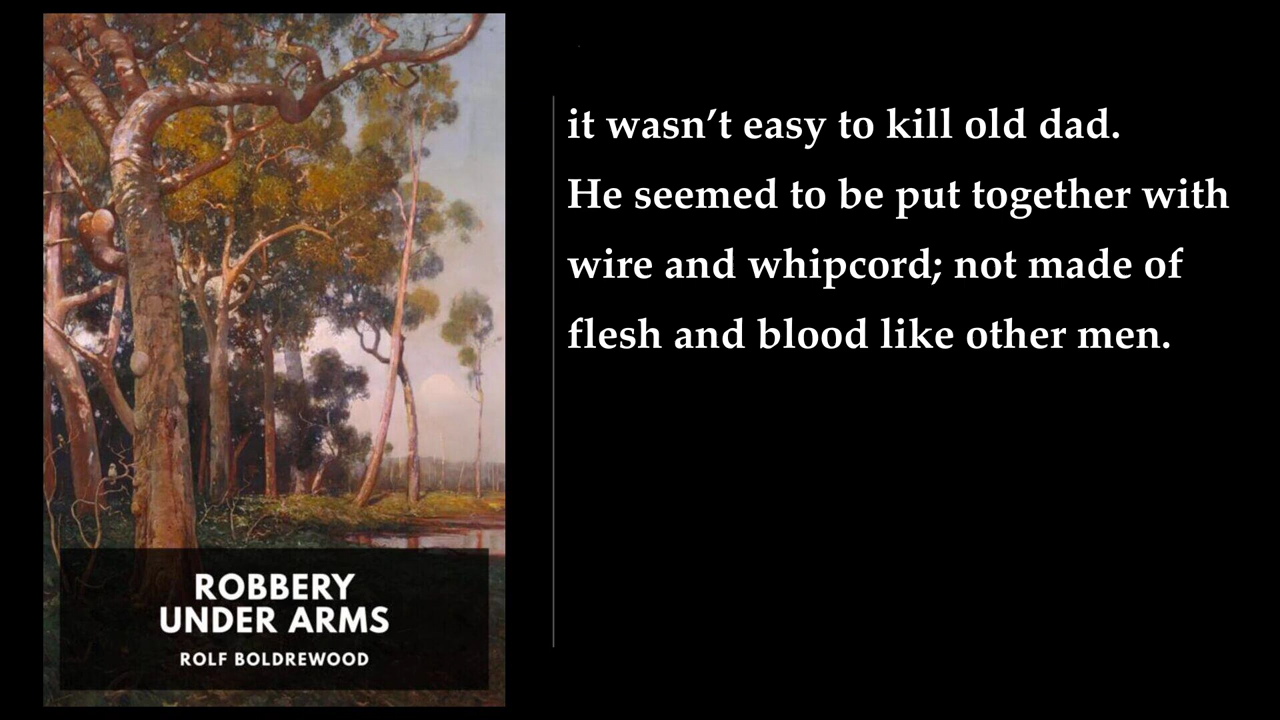 it wasn’t easy to kill old dad.
He seemed to be put together with
wire and whipcord; not made of
flesh and blood like other men.
ROBBERY
UNDER ARMS
ROLF BOLDREWOOD